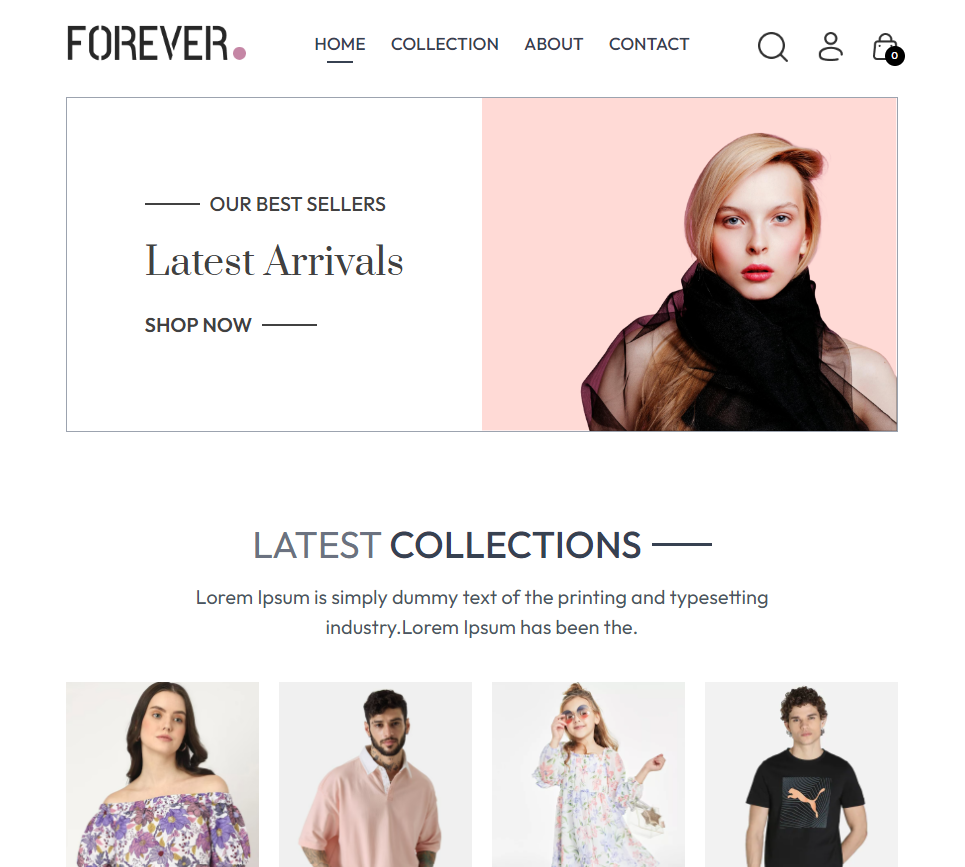 FOREVER.
HOME
COLLECTION
ABOUT
CONTACT
0
OUR BEST SELLERS
Latest Arrivals
SHOP NOW
LATEST COLLECTIONS
Lorem Ipsum is simply dummy text of the printing and typesetting
industry.Lorem Ipsum has been the.